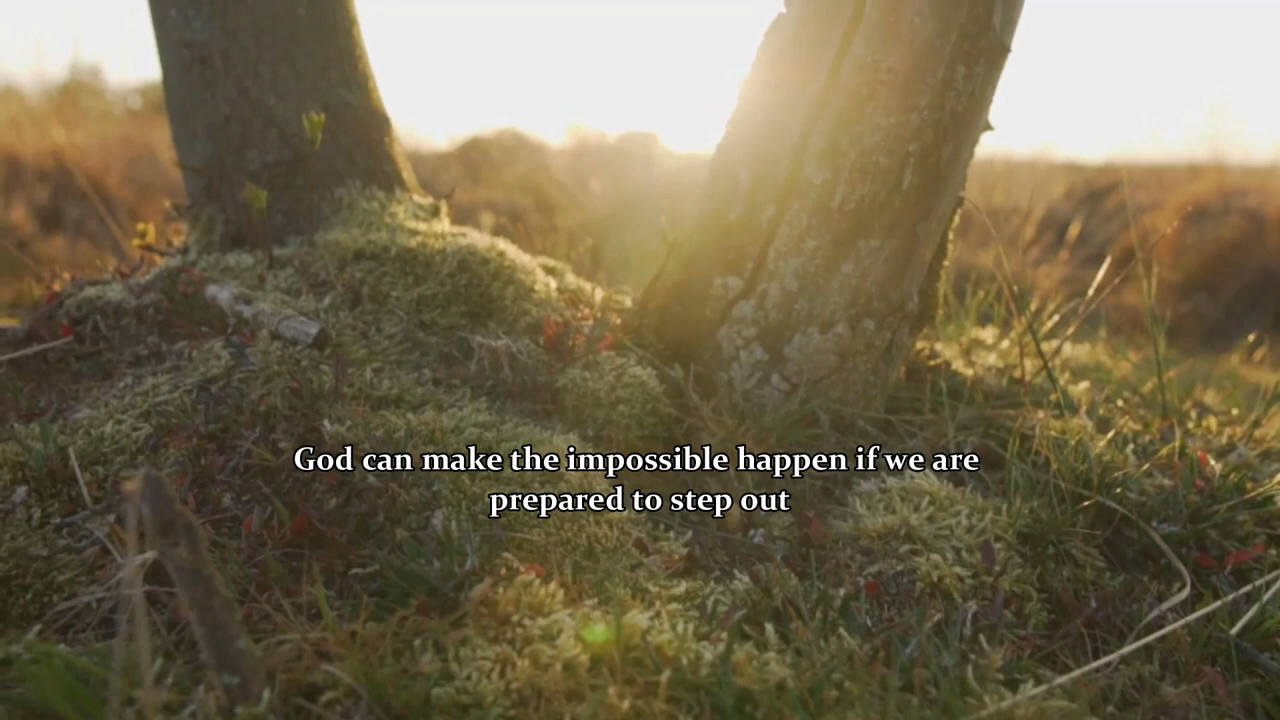 God can make the impossible happen if we are
prepared to step out